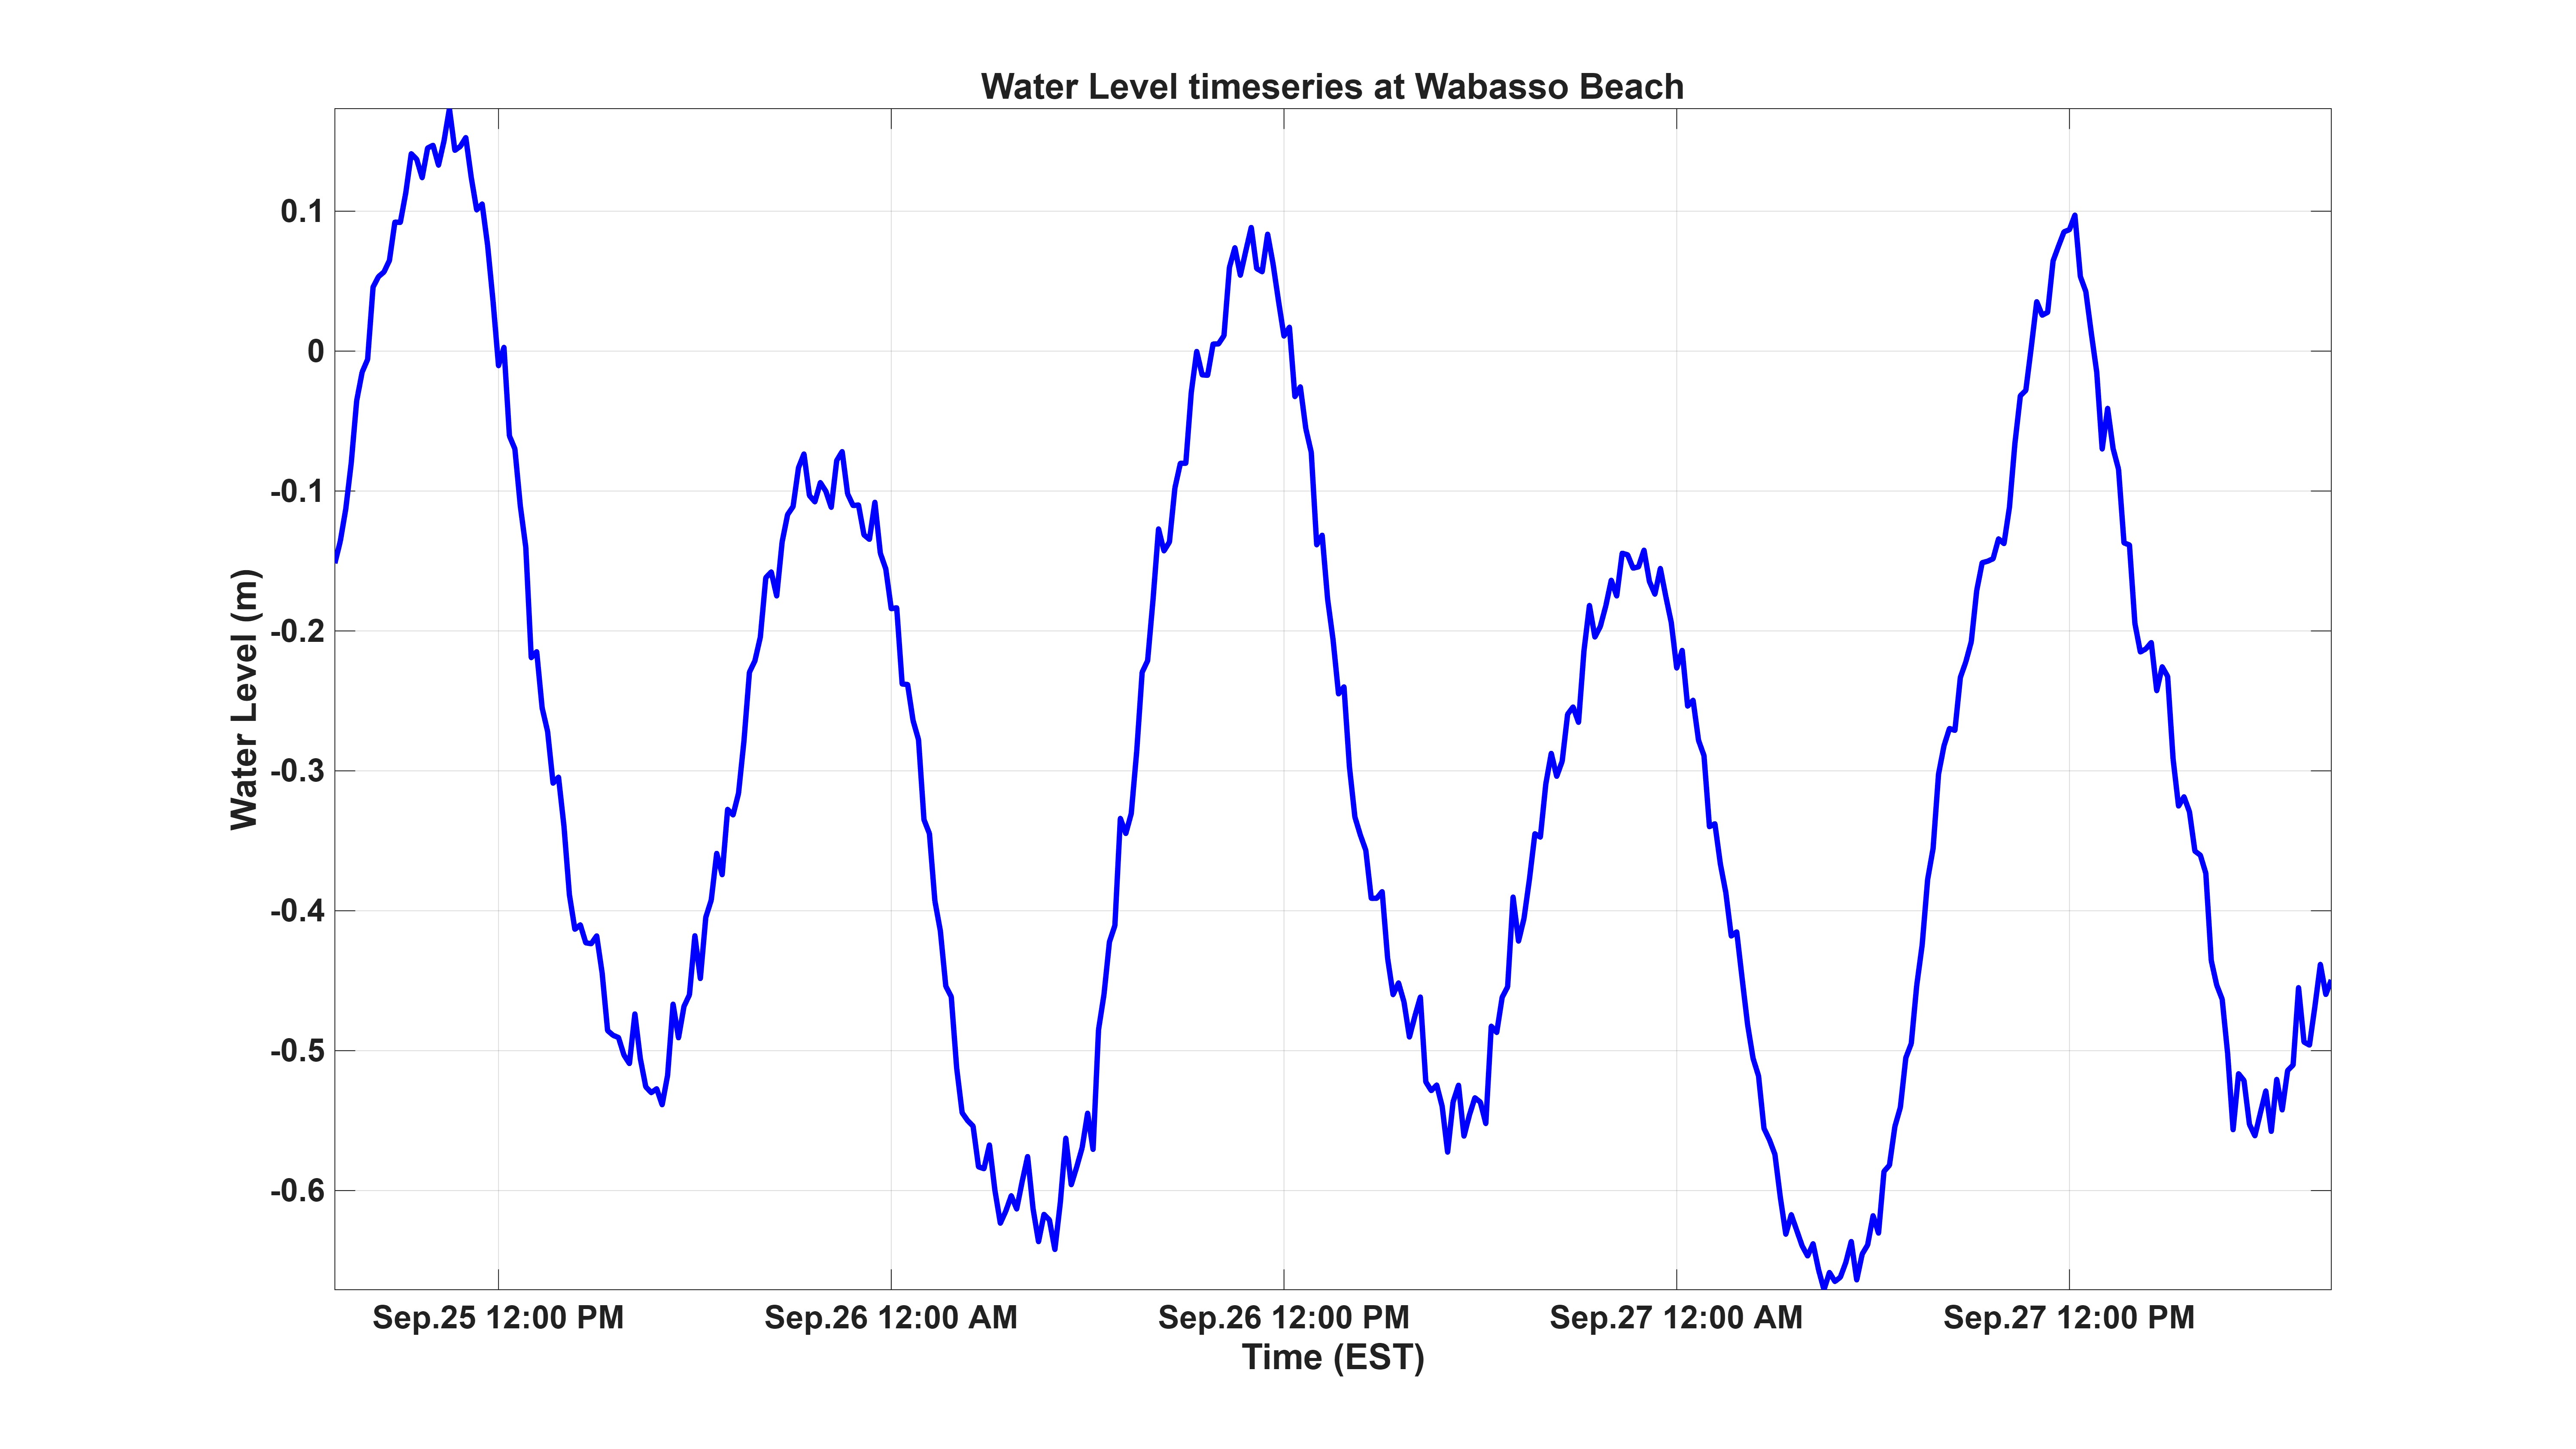 Water Level timeseries at Wabasso Beach
Water Level (m)
0.1
0
-0.1
-0.2
-0.3
-0.4
-0.5
-0.6
Sep.25 12:00 PM
Sep.26 12:00 AM
Sep.26 12:00 PM
Sep.27 12:00 AM
Sep.27 12:00 PM
Time (EST)